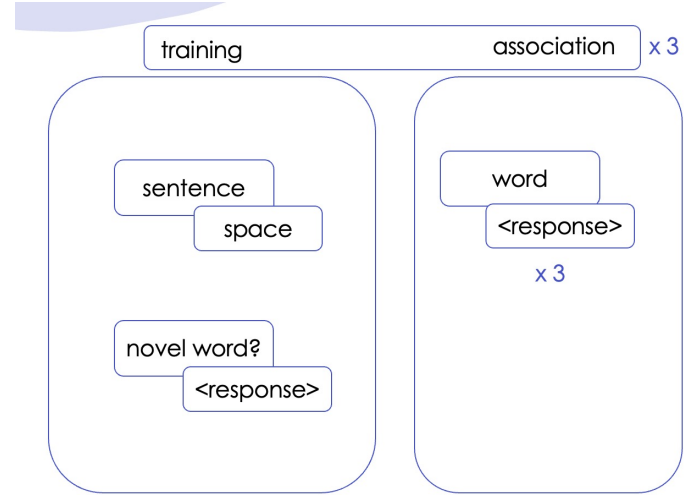 training association x 3
sentence
space
novel word?
<response>
word
<response>
x 3